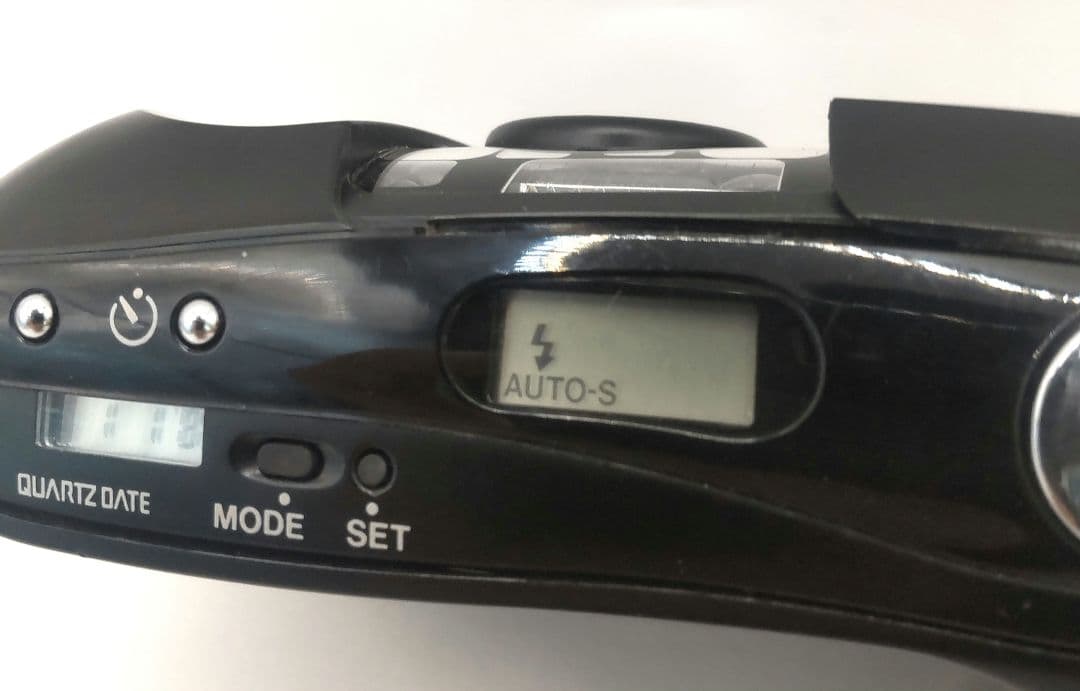 AUTO-S
QUARTZ DATE
MODE
SET